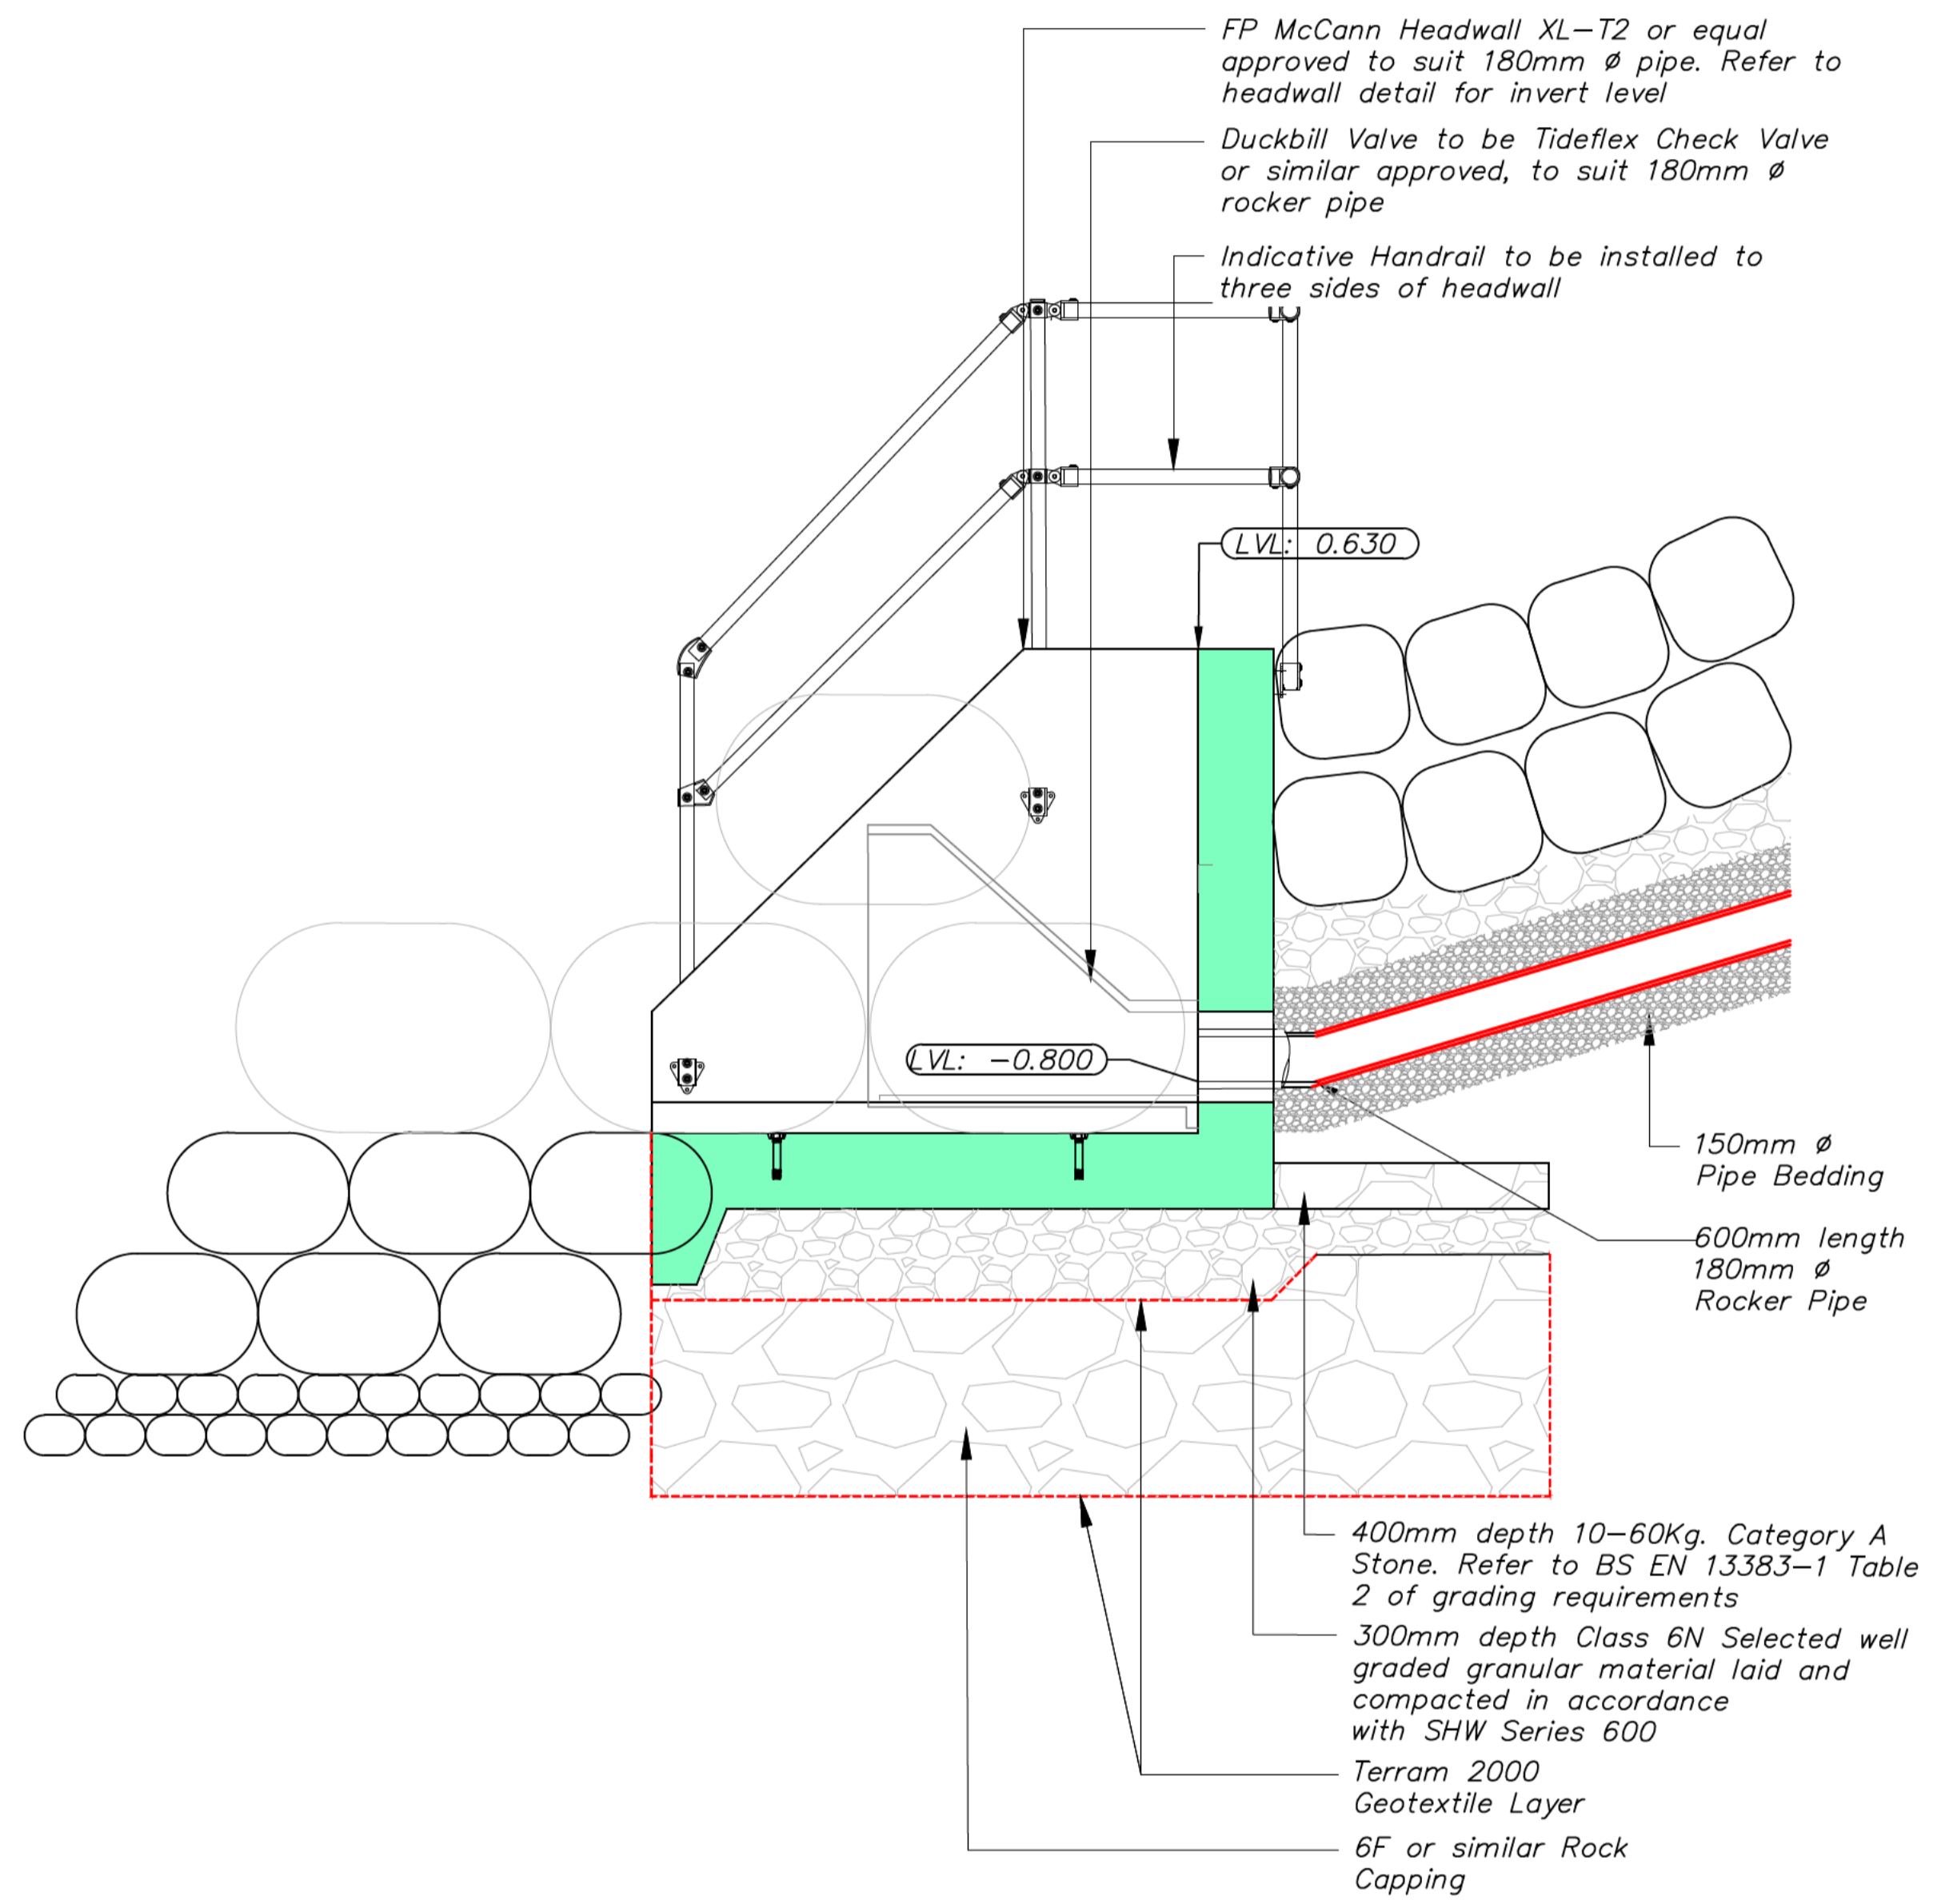 FP McCann Headwall XL-T2 or equal
approved to suit 180mm ø pipe. Refer to
headwall detail for invert level
Duckbill Valve to be Tideflex Check Valve
or similar approved, to suit 180mm ø
rocker pipe
Indicative Handrail to be installed to
three sides of headwall
LVL: 0.630
LVL: -0.800
150mm ø
Pipe Bedding
600mm length
180mm ø
Rocker Pipe
400mm depth 10-60Kg. Category A
Stone. Refer to BS EN 13383-1 Table
2 of grading requirements
300mm depth Class 6N Selected well
graded granular material laid and
compacted in accordance
with SHW Series 600
Terram 2000
Geotextile Layer
6F or similar Rock
Capping